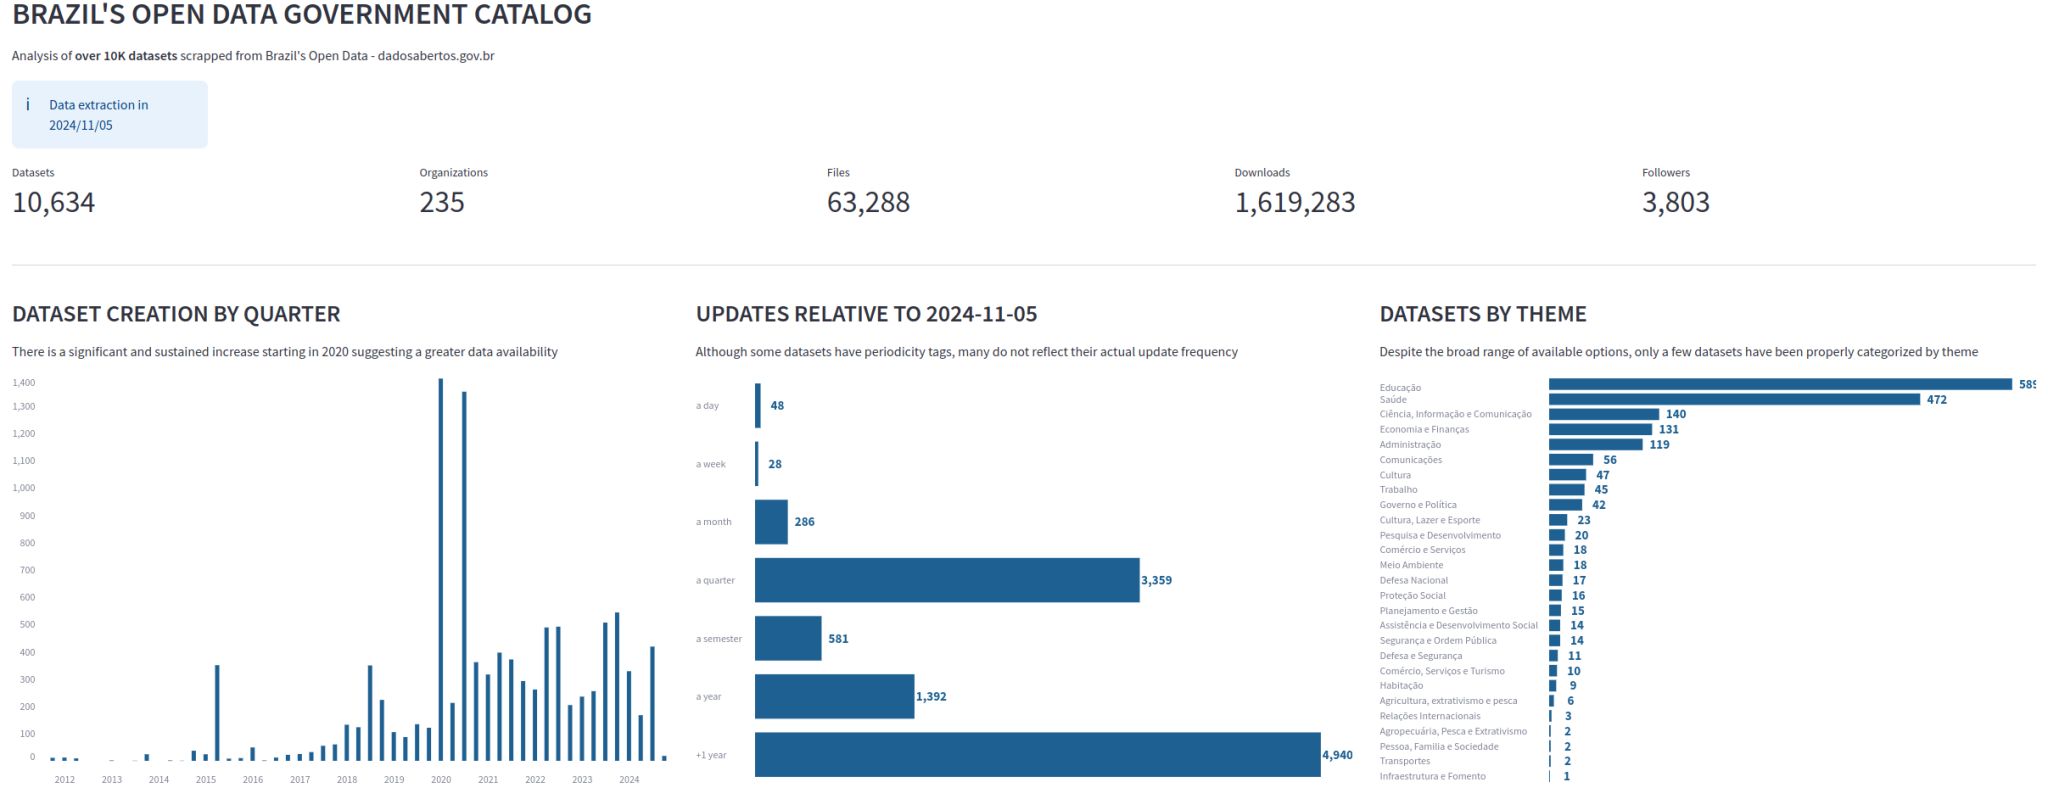 BRAZIL'S OPEN DATA GOVERNMENT CATALOG
Analysis of over 10K datasets scrapped from Brazil's Open Data - dadosabertos.gov.br
i
Data extraction in
2024/11/05
Datasets
10,634
Organizations
235
Files
63,288
Downloads
1,619,283
Followers
3,803
DATASET CREATION BY QUARTER
There is a significant and sustained increase starting in 2020 suggesting a greater data availability
1,400
1,300
1,200
1,100
1,000
900
800
700
600
500
400
300
200
100
0
2012 2013 2014 2015 2016 2017 2018 2019 2020 2021 2022 2023 2024
UPDATES RELATIVE TO 2024-11-05
Although some datasets have periodicity tags, many do not reflect their actual update frequency
a day 48
a week 28
a month 286
a quarter 3,359
a semester 581
a year 1,392
+1 year 4,940
DATASETS BY THEME
Despite the broad range of available options, only a few datasets have been properly categorized by theme
Educação 589
Saúde 472
Ciência, Informação e Comunicação 140
Economia e Finanças 131
Administração 119
Comunicações 56
Cultura 47
Trabalho 45
Governo e Política 42
Cultura, Lazer e Esporte 23
Pesquisa e Desenvolvimento 20
Comércio e Serviços 18
Meio Ambiente 18
Defesa Nacional 17
Proteção Social 16
Planejamento e Gestão 15
Assistência e Desenvolvimento Social 14
Segurança e Ordem Pública 14
Defesa e Segurança 11
Comércio, Serviços e Turismo 10
Habitação 9
Agricultura, extrativismo e pesca 6
Relações Internacionais 3
Agropecuária, Pesca e Extrativismo 2
Pessoa, Família e Sociedade 2
Transportes 2
Infraestrutura e Fomento 1